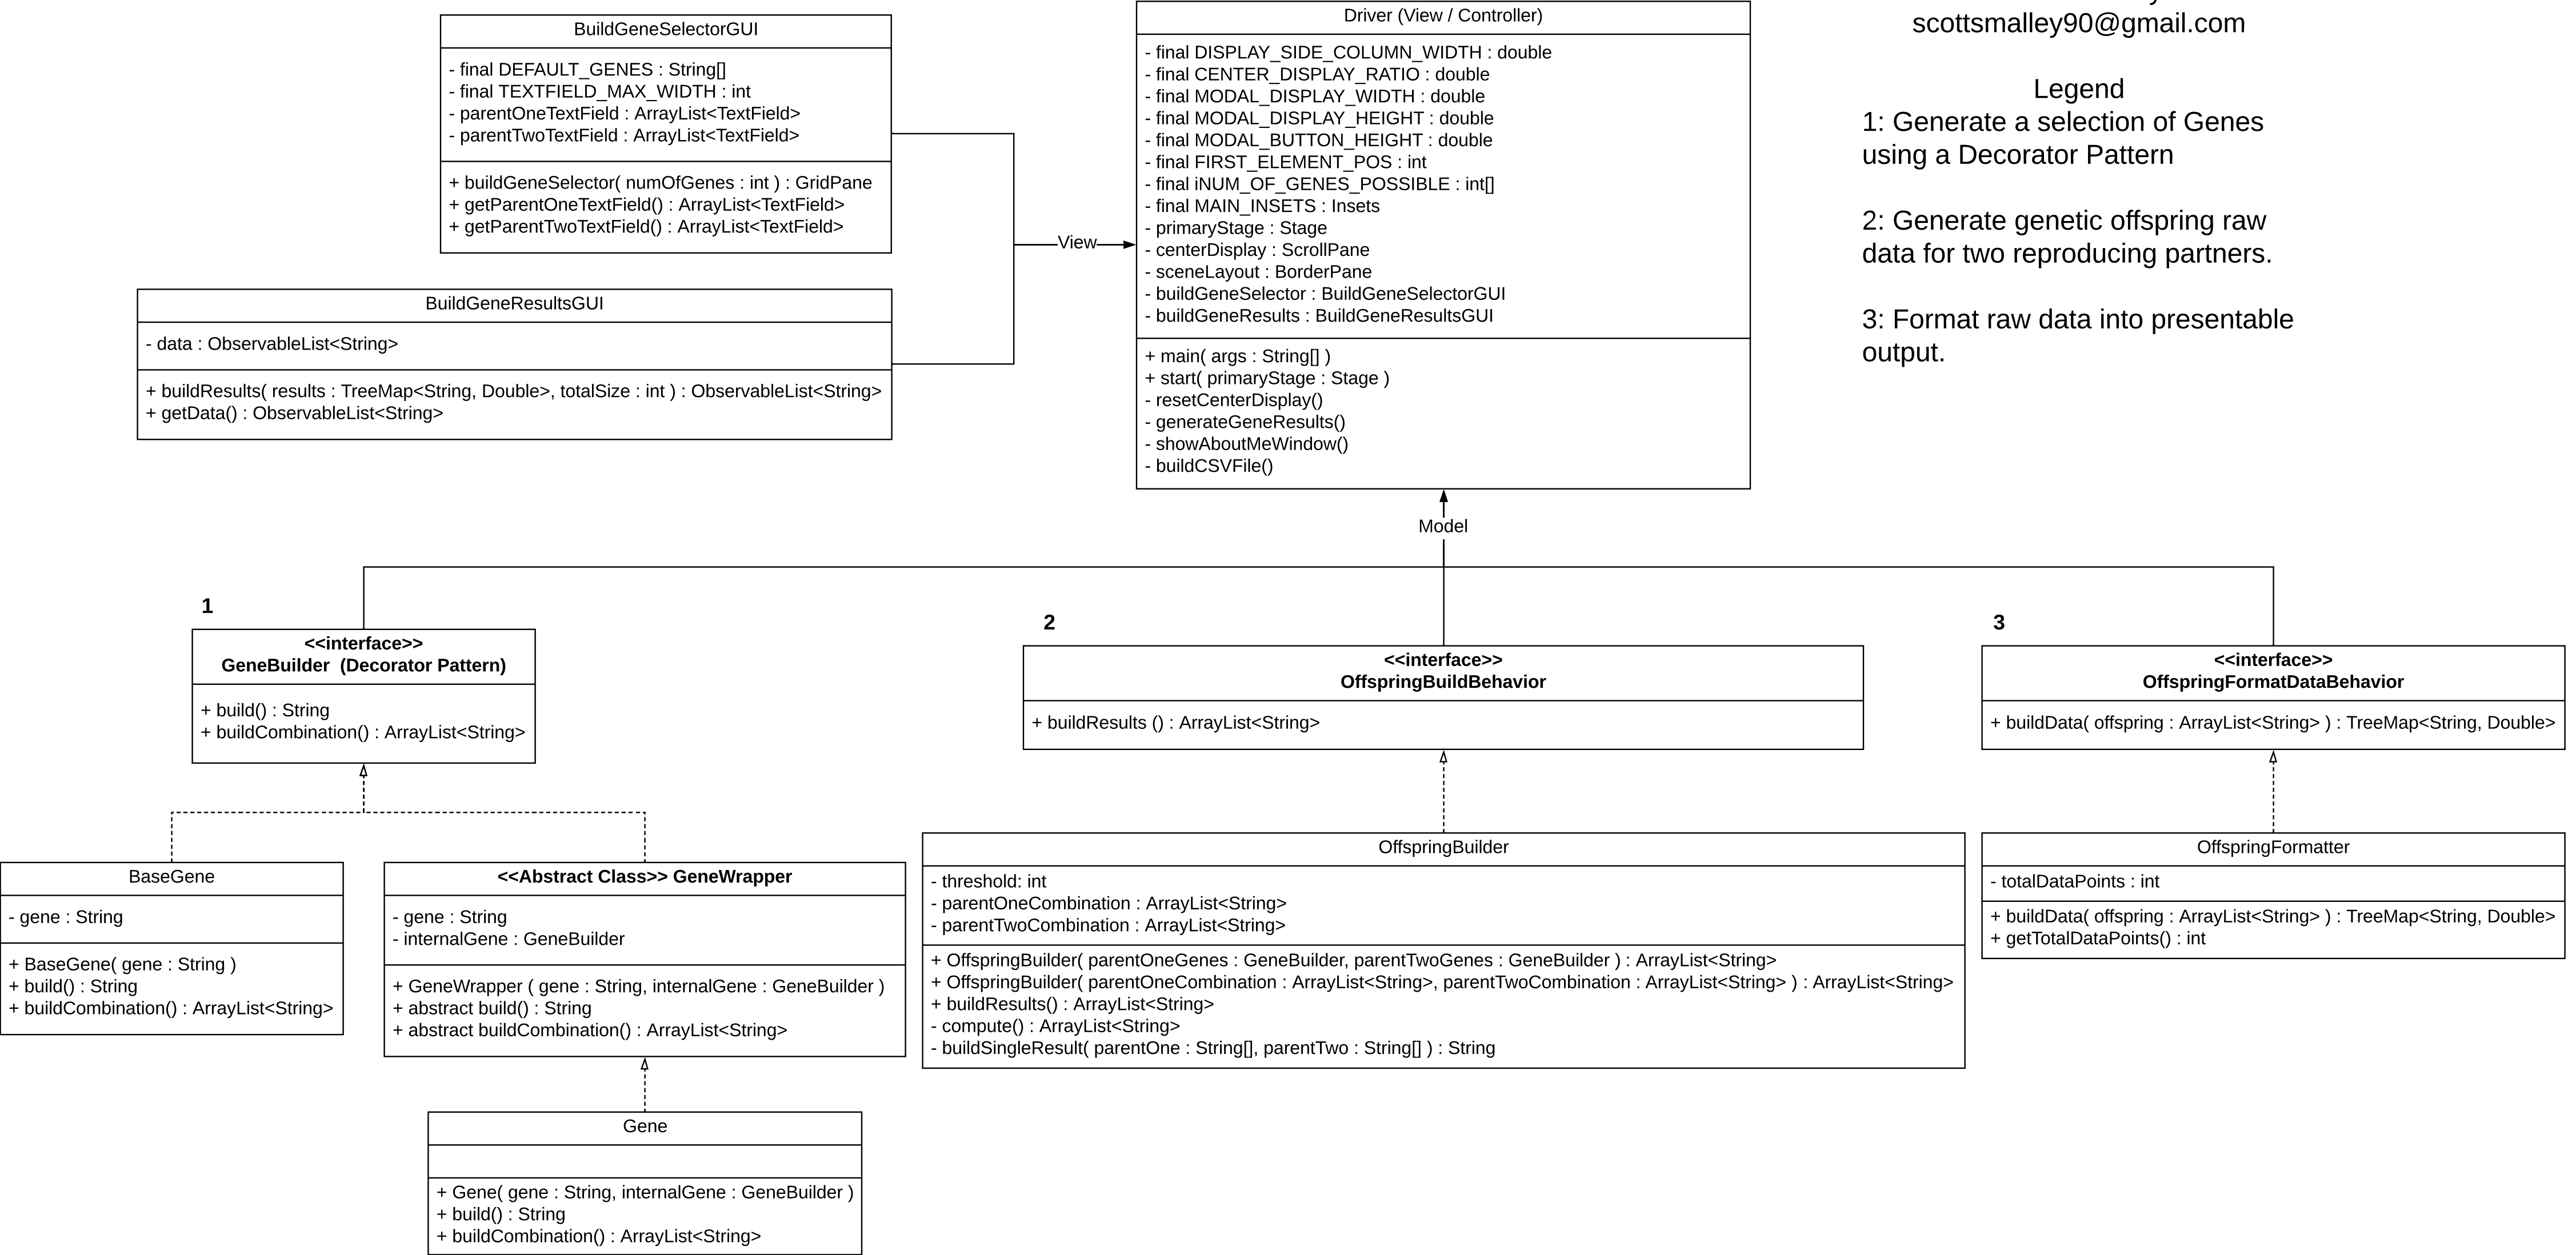 BuildGeneSelectorGUI
- final DEFAULT_GENES : String[]
- final TEXTFIELD_MAX_WIDTH : int
- parentOneTextField : ArrayList<TextField>
- parentTwoTextField : ArrayList<TextField>
+ buildGeneSelector( numOfGenes : int ) : GridPane
+ getParentOneTextField() : ArrayList<TextField>
+ getParentTwoTextField() : ArrayList<TextField>
BuildGeneResultsGUI
- data : ObservableList<String>
+ buildResults( results : TreeMap<String, Double>, totalSize : int ) : ObservableList<String>
+ getData() : ObservableList<String>
View
Driver (View / Controller)
- final DISPLAY_SIDE_COLUMN_WIDTH : double
- final CENTER_DISPLAY_RATIO : double
- final MODAL_DISPLAY_WIDTH : double
- final MODAL_DISPLAY_HEIGHT : double
- final MODAL_BUTTON_HEIGHT : double
- final FIRST_ELEMENT_POS : int
- final iNUM_OF_GENES_POSSIBLE : int[]
- final MAIN_INSETS : Insets
- primaryStage : Stage
- centerDisplay : ScrollPane
- sceneLayout : BorderPane
- buildGeneSelector : BuildGeneSelectorGUI
- buildGeneResults : BuildGeneResultsGUI
+ main( args : String[] )
+ start( primaryStage : Stage )
- resetCenterDisplay()
- generateGeneResults()
- showAboutMeWindow()
- buildCSVFile()
scottsmalley90@gmail.com
Legend
1: Generate a selection of Genes
using a Decorator Pattern
2: Generate genetic offspring raw
data for two reproducing partners.
3: Format raw data into presentable
output.
Model
1
<<interface>>
GeneBuilder  (Decorator Pattern)
+ build() : String
+ buildCombination() : ArrayList<String>
2
<<interface>>
OffspringBuildBehavior
+ buildResults () : ArrayList<String>
3
<<interface>>
OffspringFormatDataBehavior
+ buildData( offspring : ArrayList<String> ) : TreeMap<String, Double>
BaseGene
- gene : String
+ BaseGene( gene : String )
+ build() : String
+ buildCombination() : ArrayList<String>
<<Abstract Class>> GeneWrapper
- gene : String
- internalGene : GeneBuilder
+ GeneWrapper ( gene : String, internalGene : GeneBuilder )
+ abstract build() : String
+ abstract buildCombination() : ArrayList<String>
Gene
+ Gene( gene : String, internalGene : GeneBuilder )
+ build() : String
+ buildCombination() : ArrayList<String>
OffspringBuilder
- threshold: int
- parentOneCombination : ArrayList<String>
- parentTwoCombination : ArrayList<String>
+ OffspringBuilder( parentOneGenes : GeneBuilder, parentTwoGenes : GeneBuilder ) : ArrayList<String>
+ OffspringBuilder( parentOneCombination : ArrayList<String>, parentTwoCombination : ArrayList<String> ) : ArrayList<String>
+ buildResults() : ArrayList<String>
- compute() : ArrayList<String>
- buildSingleResult( parentOne : String[], parentTwo : String[] ) : String
OffspringFormatter
- totalDataPoints : int
+ buildData( offspring : ArrayList<String> ) : TreeMap<String, Double>
+ getTotalDataPoints() : int